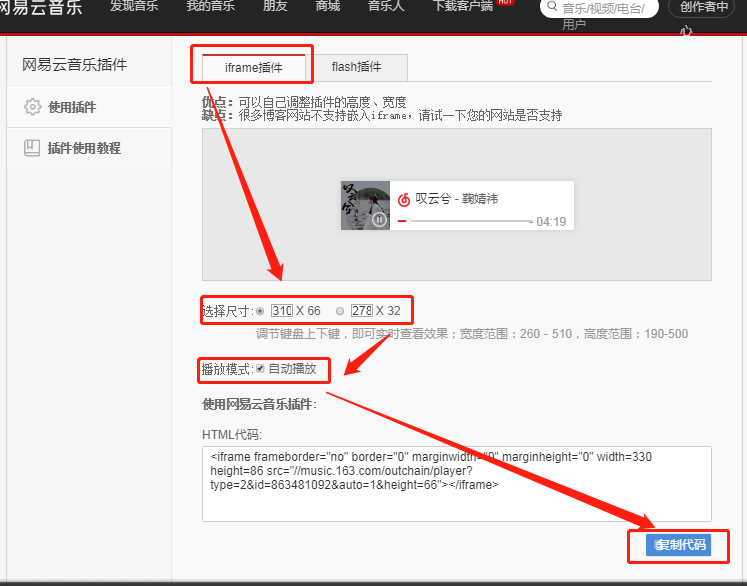 网易云音乐 发现音乐 我的音乐 朋友 商城 音乐人 下载客户端 HOT 音乐/视频/电台/ 创作者中
用户 心
网易云音乐插件
iframe插件 flash插件
优点：可以自己调整插件的高度、宽度
使用插件
缺点：很多博客网站不支持嵌入iframe，请试一下您的网站是否支持
插件使用教程
叹云兮 - 鞠婧祎
04:19
选择尺寸: 310 X 66 278 X 32
调节键盘上下键，即可实时查看效果；宽度范围：260 - 510，高度范围：190-500
播放模式: 自动播放
使用网易云音乐插件:
HTML代码:
<iframe frameborder="no" border="0" marginwidth="0" marginheight="0" width=330
height=86 src="//music.163.com/outchain/player?
type=2&id=863481092&auto=1&height=66"></iframe>
复制代码